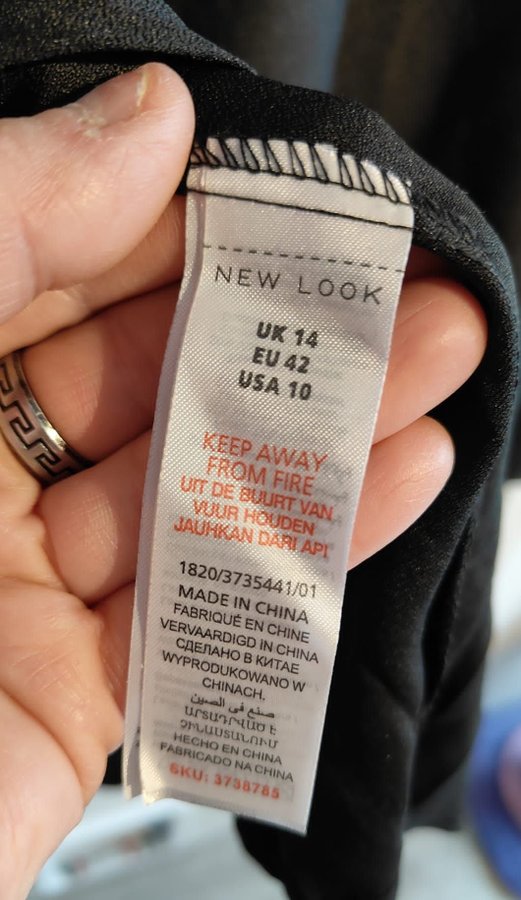 NEW LOOK
UK 14
EU 42
USA 10
KEEP AWAY
FROM FIRE
UIT DE BUURT VAN
VUUR HOUDEN
JAUHKAN DARI API
1820/3735441/01
MADE IN CHINA
FABRIQUÉ EN CHINE
VERVAARDIGD IN CHINA
СДЕЛАНО В КИТАЕ
WYPRODUKOWANO W
CHINACH.
صنع في الصين
ԱՐՏԱԴՐՎԱԾ Է
ՉԻՆԱՍՏԱՆՈՒՄ
HECHO EN CHINA
FABRICADO NA CHINA
SKU: 3738785